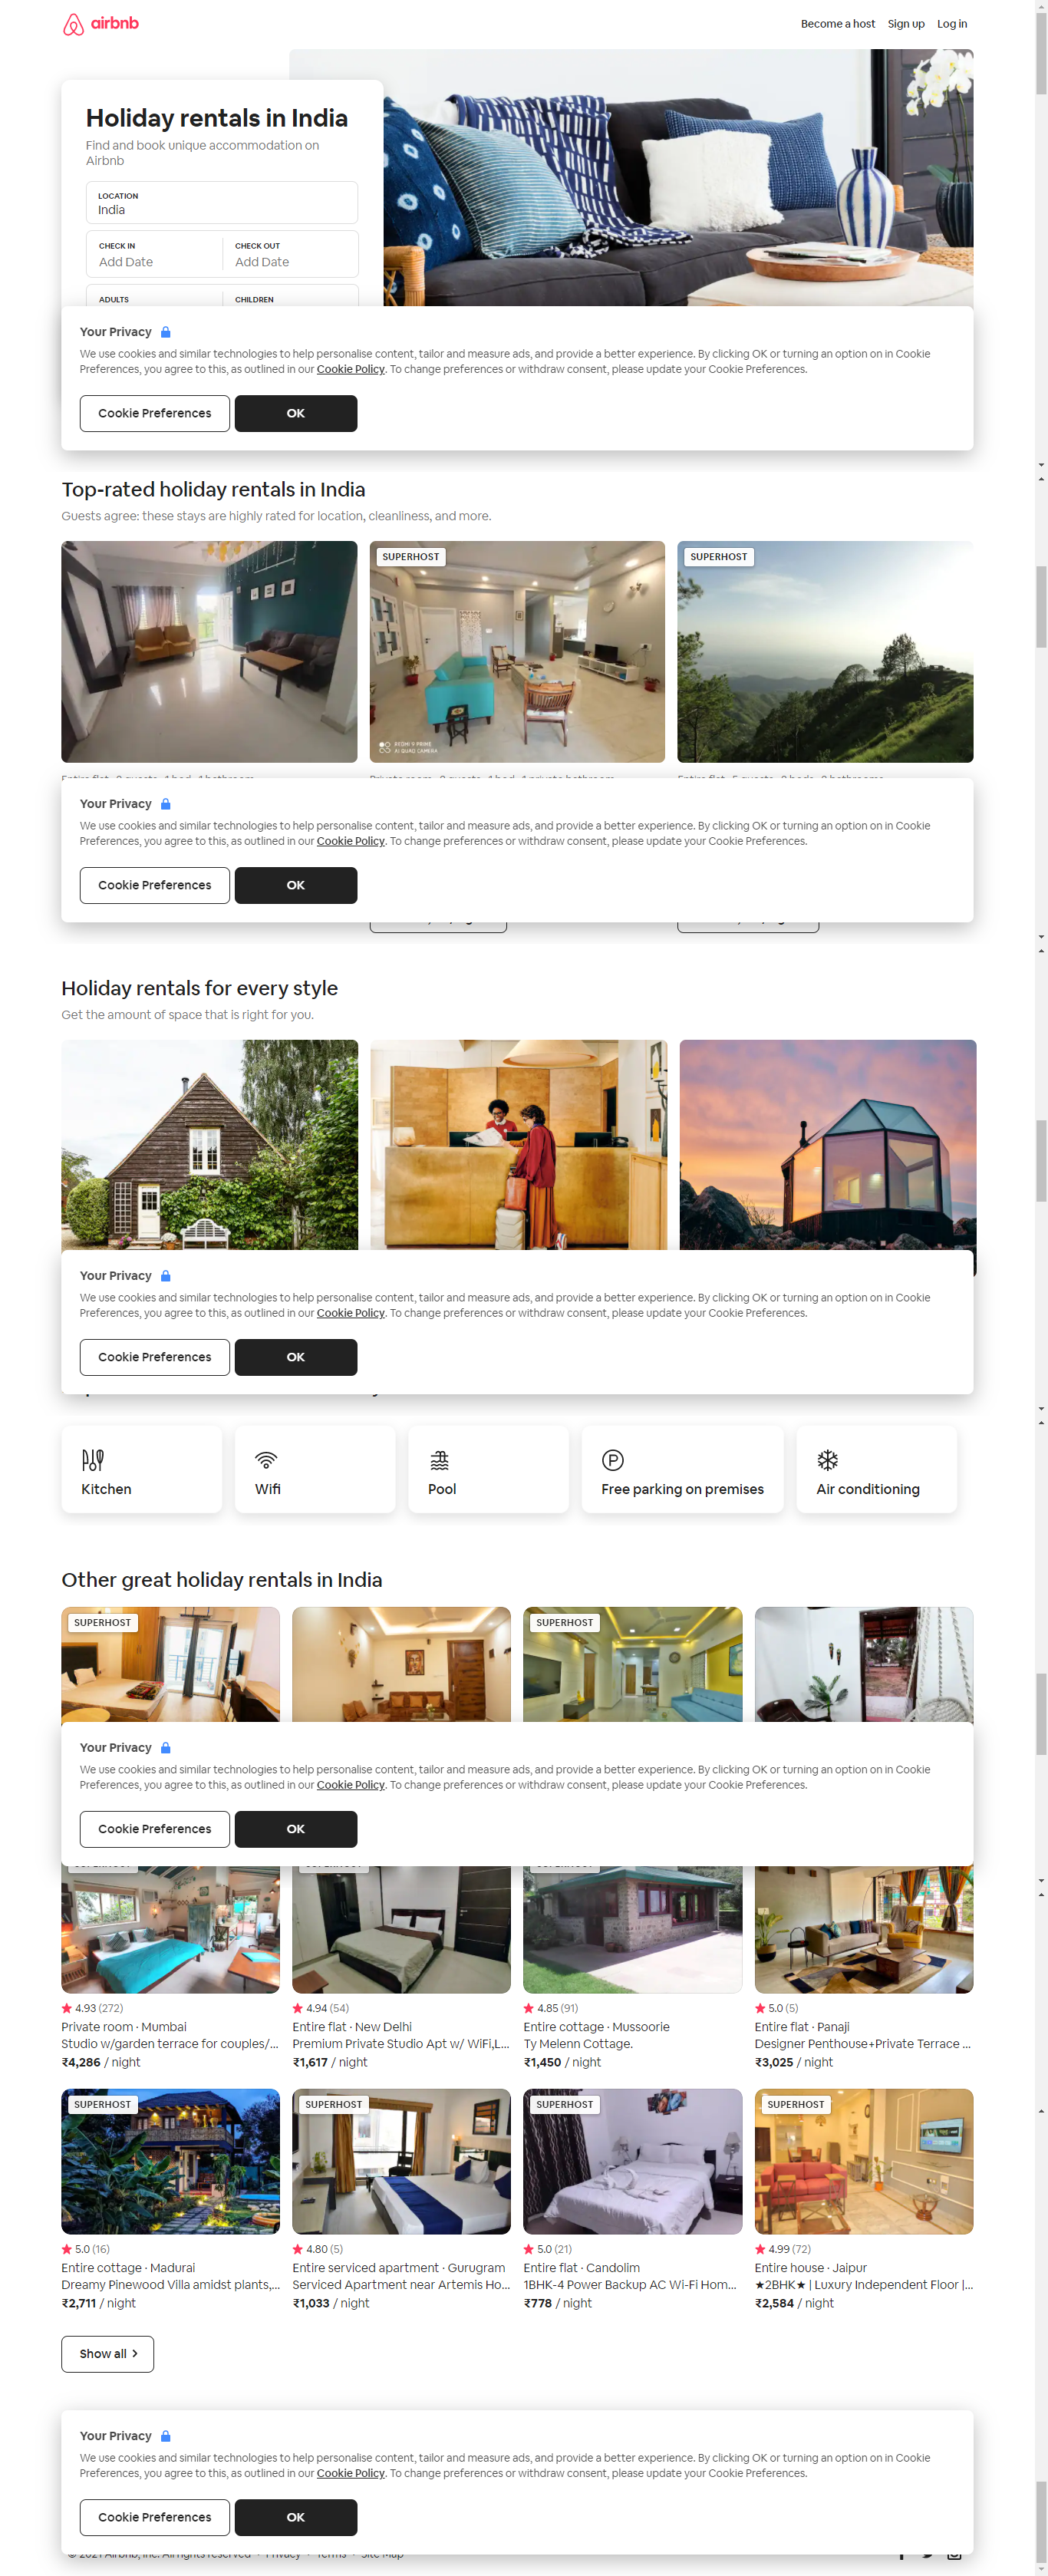 airbnb
Become a host Sign up Log in
Holiday rentals in India
Find and book unique accommodation on
Airbnb
LOCATION
India
CHECK IN CHECK OUT
Add Date Add Date
ADULTS CHILDREN
Your Privacy
We use cookies and similar technologies to help personalise content, tailor and measure ads, and provide a better experience. By clicking OK or turning an option on in Cookie
Preferences, you agree to this, as outlined in our Cookie Policy. To change preferences or withdraw consent, please update your Cookie Preferences.
Cookie Preferences OK
Top-rated holiday rentals in India
Guests agree: these stays are highly rated for location, cleanliness, and more.
SUPERHOST SUPERHOST
REDMI 9 PRIME
AI QUAD CAMERA
Your Privacy
We use cookies and similar technologies to help personalise content, tailor and measure ads, and provide a better experience. By clicking OK or turning an option on in Cookie
Preferences, you agree to this, as outlined in our Cookie Policy. To change preferences or withdraw consent, please update your Cookie Preferences.
Cookie Preferences OK
Holiday rentals for every style
Get the amount of space that is right for you.
Your Privacy
We use cookies and similar technologies to help personalise content, tailor and measure ads, and provide a better experience. By clicking OK or turning an option on in Cookie
Preferences, you agree to this, as outlined in our Cookie Policy. To change preferences or withdraw consent, please update your Cookie Preferences.
Cookie Preferences OK
Kitchen Wifi Pool Free parking on premises Air conditioning
Other great holiday rentals in India
SUPERHOST SUPERHOST
Your Privacy
We use cookies and similar technologies to help personalise content, tailor and measure ads, and provide a better experience. By clicking OK or turning an option on in Cookie
Preferences, you agree to this, as outlined in our Cookie Policy. To change preferences or withdraw consent, please update your Cookie Preferences.
Cookie Preferences OK
4.93 (272) 4.94 (54) 4.85 (91) 5.0 (5)
Private room · Mumbai Entire flat · New Delhi Entire cottage · Mussoorie Entire flat · Panaji
Studio w/garden terrace for couples/... Premium Private Studio Apt w/ WiFi,L... Ty Melenn Cottage. Designer Penthouse+Private Terrace ...
₹4,286 / night ₹1,617 / night ₹1,450 / night ₹3,025 / night
SUPERHOST SUPERHOST SUPERHOST SUPERHOST
5.0 (16) 4.80 (5) 5.0 (21) 4.99 (72)
Entire cottage · Madurai Entire serviced apartment · Gurugram Entire flat · Candolim Entire house · Jaipur
Dreamy Pinewood Villa amidst plants,... Serviced Apartment near Artemis Ho... 1BHK-4 Power Backup AC Wi-Fi Hom... ★2BHK★ | Luxury Independent Floor |...
₹2,711 / night ₹1,033 / night ₹778 / night ₹2,584 / night
Show all
Your Privacy
We use cookies and similar technologies to help personalise content, tailor and measure ads, and provide a better experience. By clicking OK or turning an option on in Cookie
Preferences, you agree to this, as outlined in our Cookie Policy. To change preferences or withdraw consent, please update your Cookie Preferences.
Cookie Preferences OK
© 2021 Airbnb, Inc. All rights reserved · Privacy · Terms · Site Map